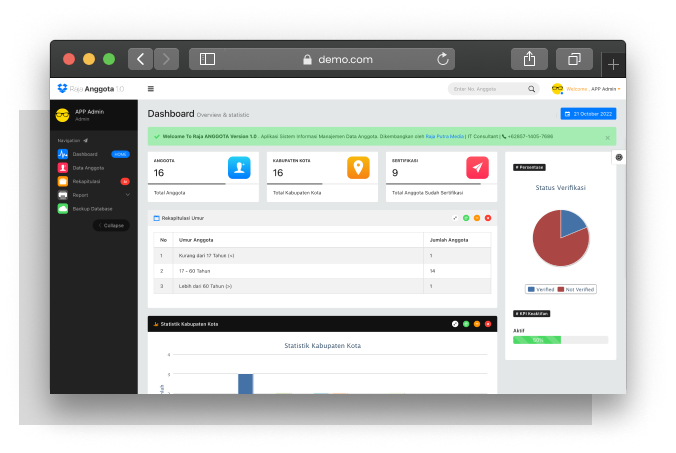 demo.com
Raja Anggota 1.0
Enter No. Anggota
Welcome, APP Admin
APP Admin
Admin
Navigation
Dashboard HOME
Data Anggota
Rekapitulasi
Report
Backup Database
Collapse
Dashboard Overview & statistic
21 October 2022
Welcome To Raja ANGGOTA Version 1.0 . Aplikasi Sistem Informasi Manajemen Data Anggota. Dikembangkan oleh Raja Putra Media | IT Consultant |
ANGGOTA
16
Total Anggota
KABUPATEN KOTA
16
Total Kabupaten Kota
SERTIFIKASI
9
Total Anggota Sudah Sertifikasi
Rekapitulasi Umur
No Umur Anggota Jumlah Anggota
1 Kurang dari 17 Tahun (<) 1
2 17 - 60 Tahun 14
3 Lebih dari 60 Tahun (>) 1
Statistik Kabupaten Kota
Statistik Kabupaten Kota
# Persentase
Status Verifikasi
Verified Not Verified
# KPI Keaktifan
Aktif
50%